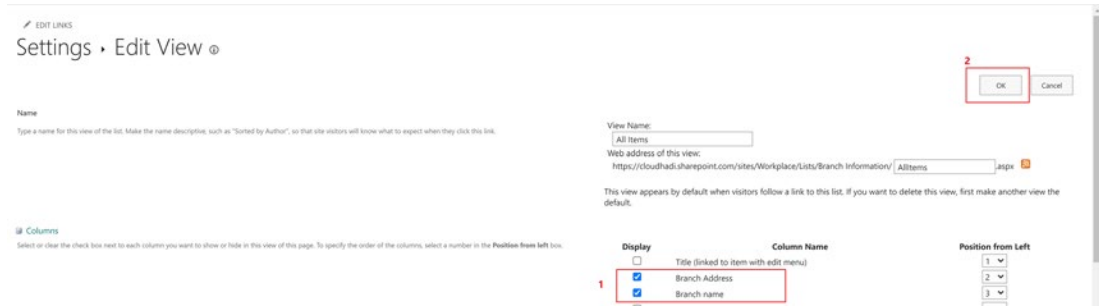 EDIT LINKS
Settings › Edit View
2
OK Cancel
Name
Type a name for this view of the list. Make the name descriptive, such as "Sorted by Author", so that site visitors will know what to expect when they click this link.
View Name:
All Items
Web address of this view:
https://cloudhadi.sharepoint.com/sites/Workplace/Lists/Branch Information/ AllItems .aspx
This view appears by default when visitors follow a link to this list. If you want to delete this view, first make another view the
default.
Columns
Select or clear the check box next to each column you want to show or hide in this view of this page. To specify the order of the columns, select a number in the Position from left box.
Display Column Name Position from Left
Title (linked to item with edit menu) 1
1
Branch Address 2
Branch name 3